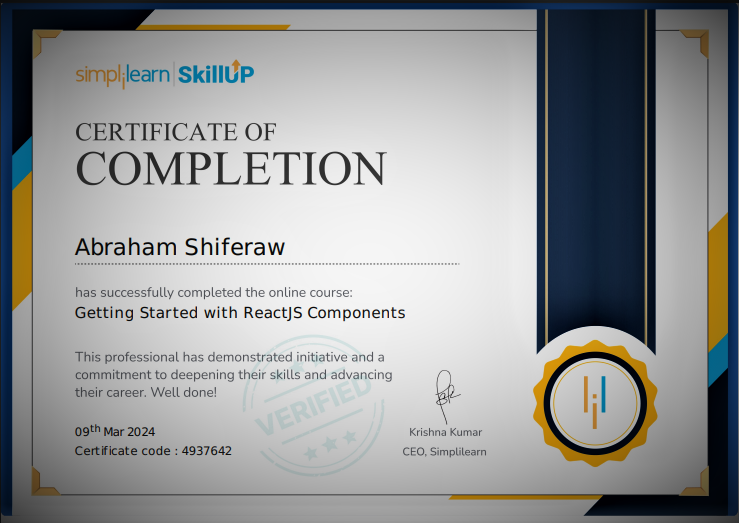 simplilearn | SkillUP
CERTIFICATE OF
COMPLETION
Abraham Shiferaw
has successfully completed the online course:
Getting Started with ReactJS Components
This professional has demonstrated initiative and a
commitment to deepening their skills and advancing
their career. Well done!
VERIFIED
09th Mar 2024
Certificate code : 4937642
Krishna Kumar
CEO, Simplilearn